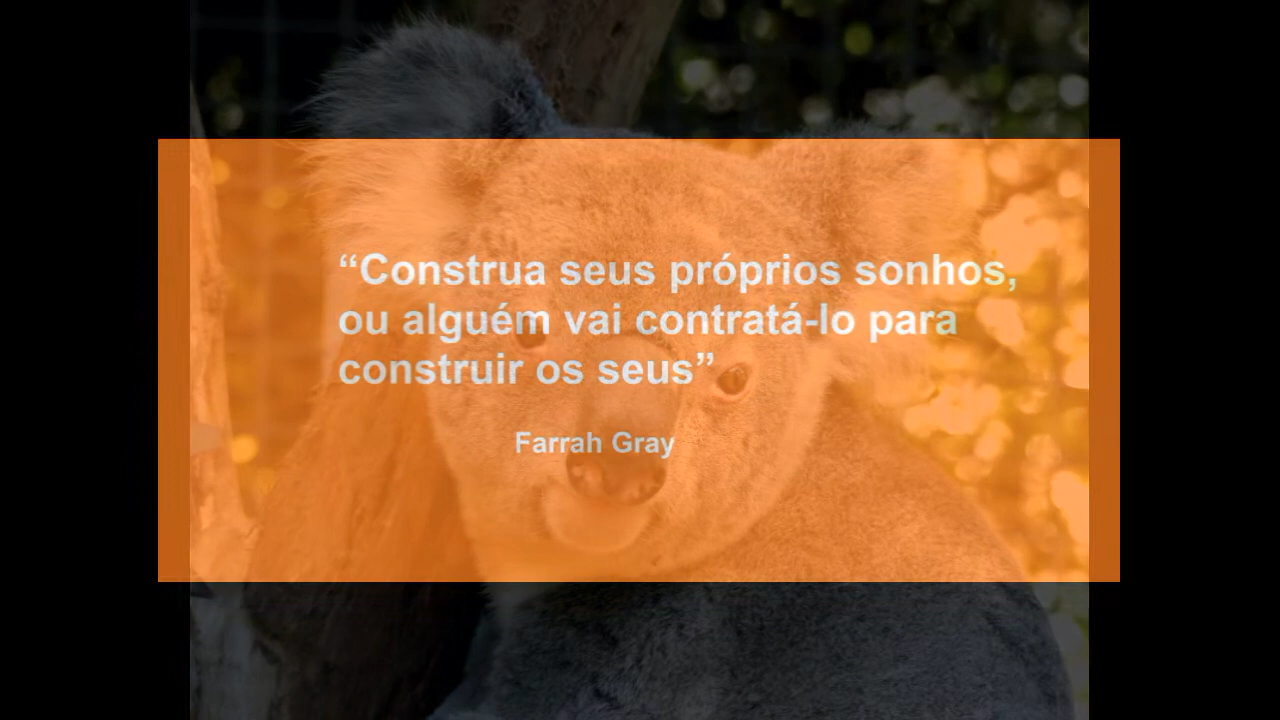 “Construa seus próprios sonhos,
ou alguém vai contratá-lo para
construir os seus”
Farrah Gray